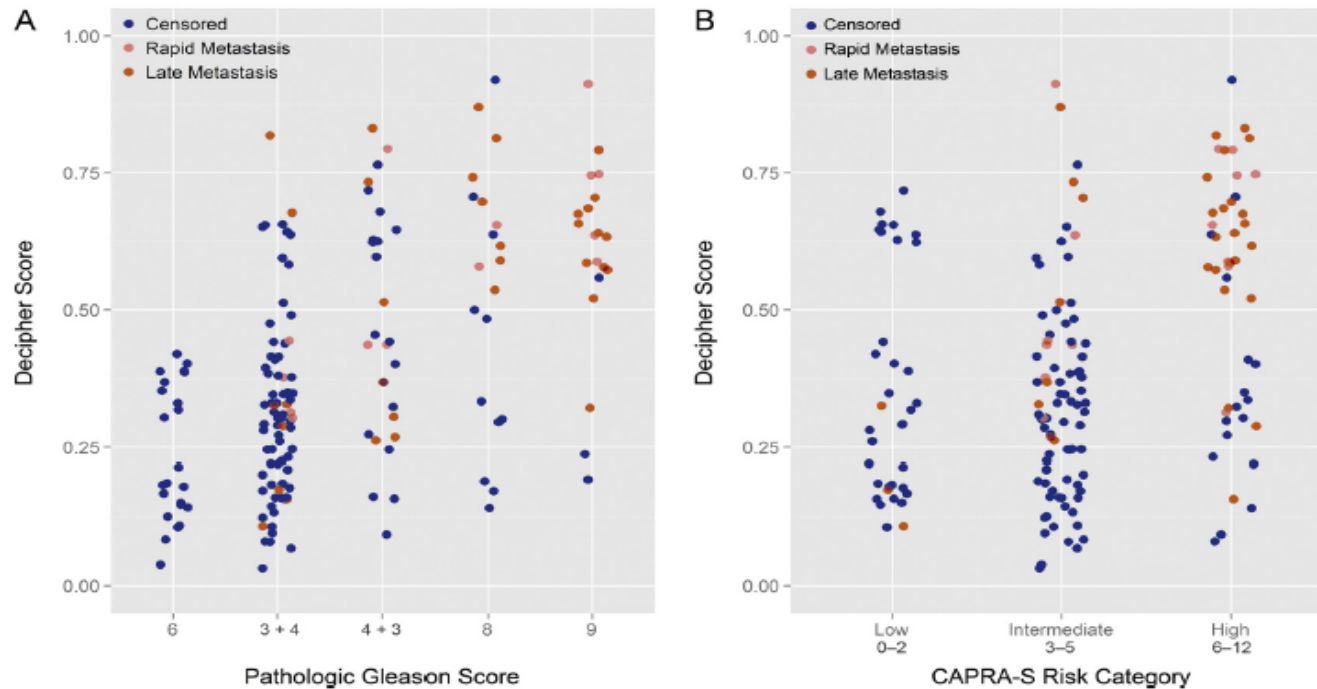 A
Censored
Rapid Metastasis
Late Metastasis
1.00
0.75
0.50
0.25
0.00
Decipher Score
6
3 + 4
4 + 3
8
9
Pathologic Gleason Score
B
Censored
Rapid Metastasis
Late Metastasis
1.00
0.75
0.50
0.25
0.00
Decipher Score
Low
0–2
Intermediate
3–5
High
6–12
CAPRA-S Risk Category